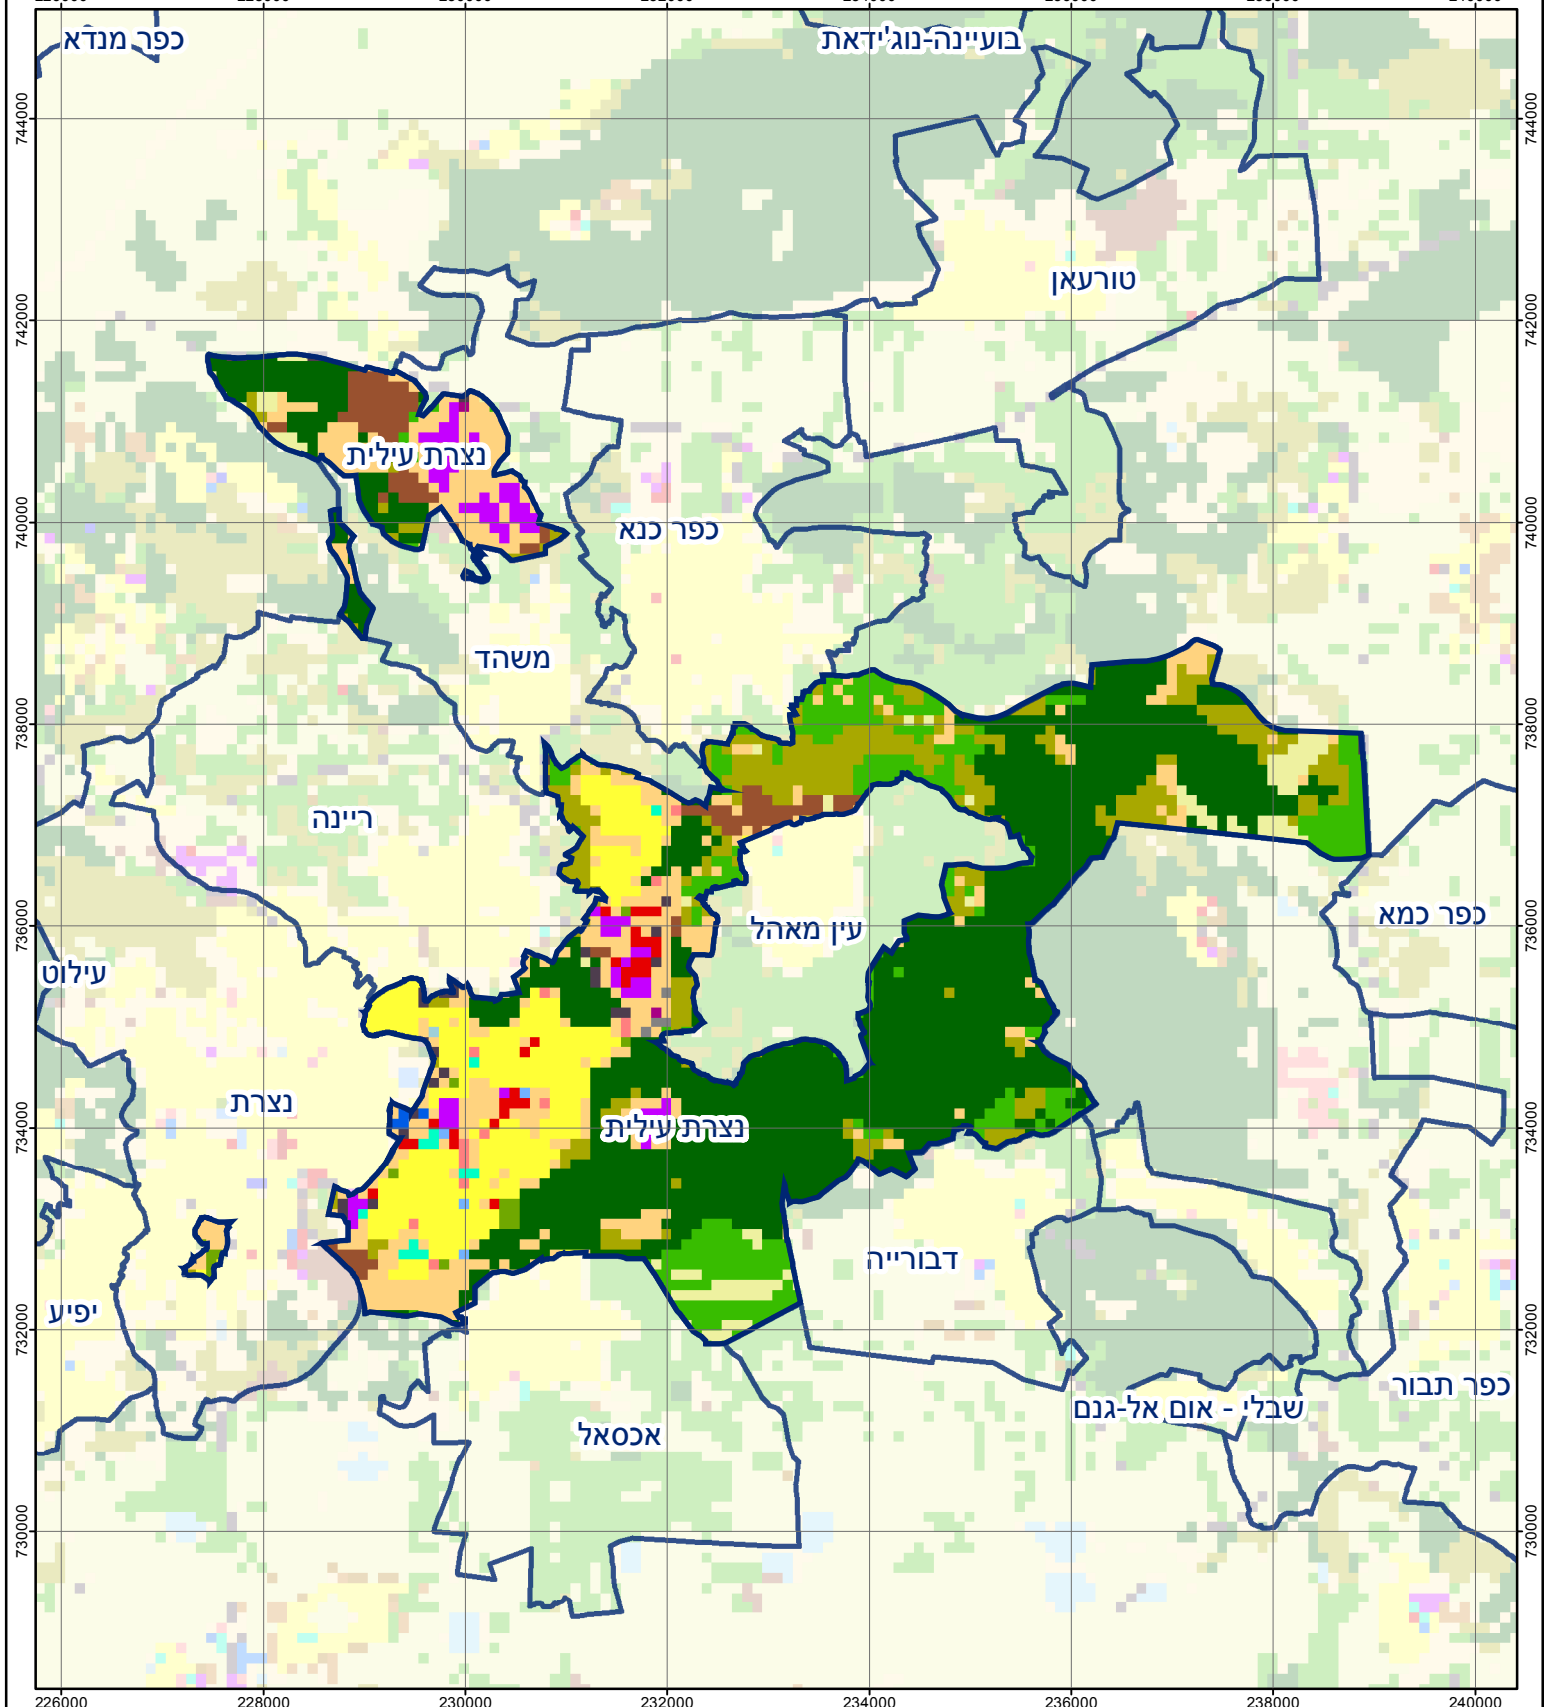 כפר מנדא
בועיינה-נוג'ידאת
744000
744000
טורעאן
742000
742000
נצרת עילית
740000
כפר כנא
740000
משהד
738000
738000
ריינה
736000
עין מאהל
כפר כמא
736000
עילוט
734000
נצרת
נצרת עילית
734000
דבורייה
יפיע
732000
732000
כפר תבור
שבלי - אום אל-גנם
אכסאל
730000
730000
226000 228000 230000 232000 234000 236000 238000 240000